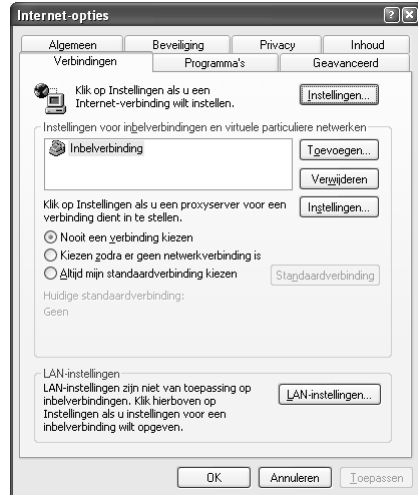 Internet-opties
Algemeen Beveiliging Privacy Inhoud
Verbindingen Programma's Geavanceerd
Klik op Instellingen als u een
Internet-verbinding wilt instellen.
Instellingen...
Instellingen voor inbelverbindingen en virtuele particuliere netwerken
Inbelverbinding
Toevoegen...
Verwijderen
Klik op Instellingen als u een proxyserver voor een
verbinding dient in te stellen.
Instellingen...
Nooit een verbinding kiezen
Kiezen zodra er geen netwerkverbinding is
Altijd mijn standaardverbinding kiezen
Standaardverbinding
Huidige standaardverbinding:
Geen
LAN-instellingen
LAN-instellingen zijn niet van toepassing op
inbelverbindingen. Klik hierboven op
Instellingen als u instellingen voor een
inbelverbinding wilt opgeven.
LAN-instellingen...
OK Annuleren Toepassen